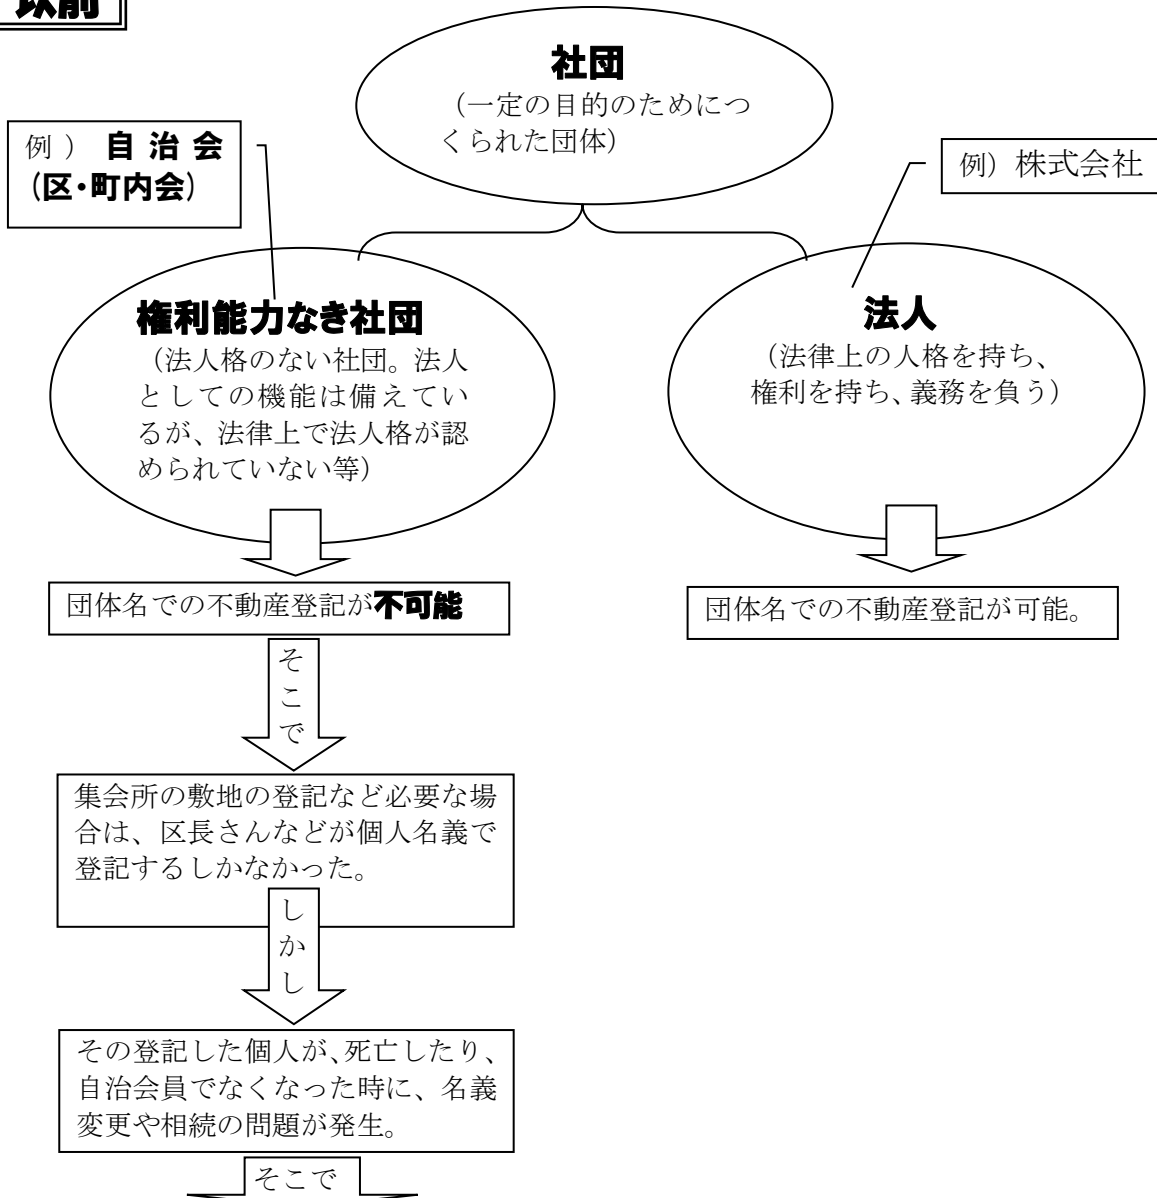 以前
社団
（一定の目的のためにつ
くられた団体）
例） 自治会
（区・町内会）
例）株式会社
権利能力なき社団
（法人格のない社団。法人
としての機能は備えてい
るが、法律上で法人格が認
められていない等）
法人
（法律上の人格を持ち、
権利を持ち、義務を負う）
団体名での不動産登記が不可能
団体名での不動産登記が可能。
そこで
集会所の敷地の登記など必要な場
合は、区長さんなどが個人名義で
登記するしかなかった。
しかし
その登記した個人が、死亡したり、
自治会員でなくなった時に、名義
変更や相続の問題が発生。
そこで